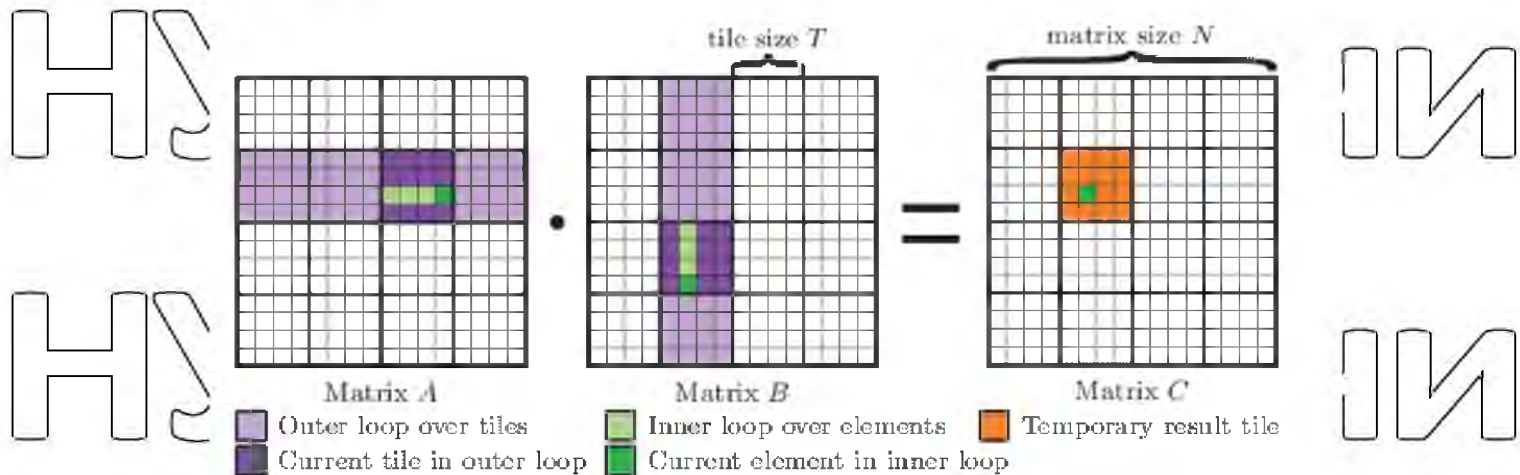 tile size T
matrix size N
Matrix A
Matrix B
Matrix C
Outer loop over tiles
Inner loop over elements
Temporary result tile
Current tile in outer loop
Current element in inner loop